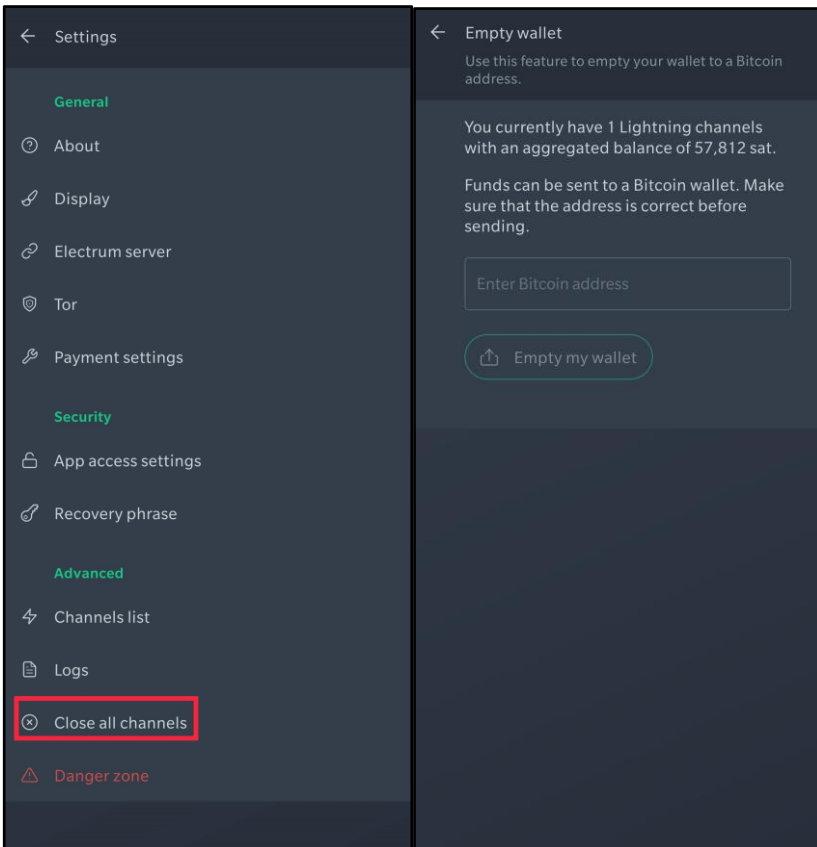 Settings
General
About
Display
Electrum server
Tor
Payment settings
Security
App access settings
Recovery phrase
Advanced
Channels list
Logs
Close all channels
Danger zone
Empty wallet
Use this feature to empty your wallet to a Bitcoin
address.
You currently have 1 Lightning channels
with an aggregated balance of 57,812 sat.
Funds can be sent to a Bitcoin wallet. Make
sure that the address is correct before
sending.
Enter Bitcoin address
Empty my wallet